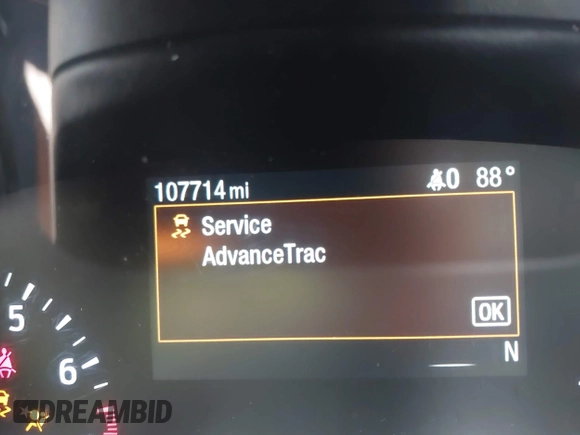 107714 mi 0 88°
Service
AdvanceTrac
OK
N
5
6
DREAMBID